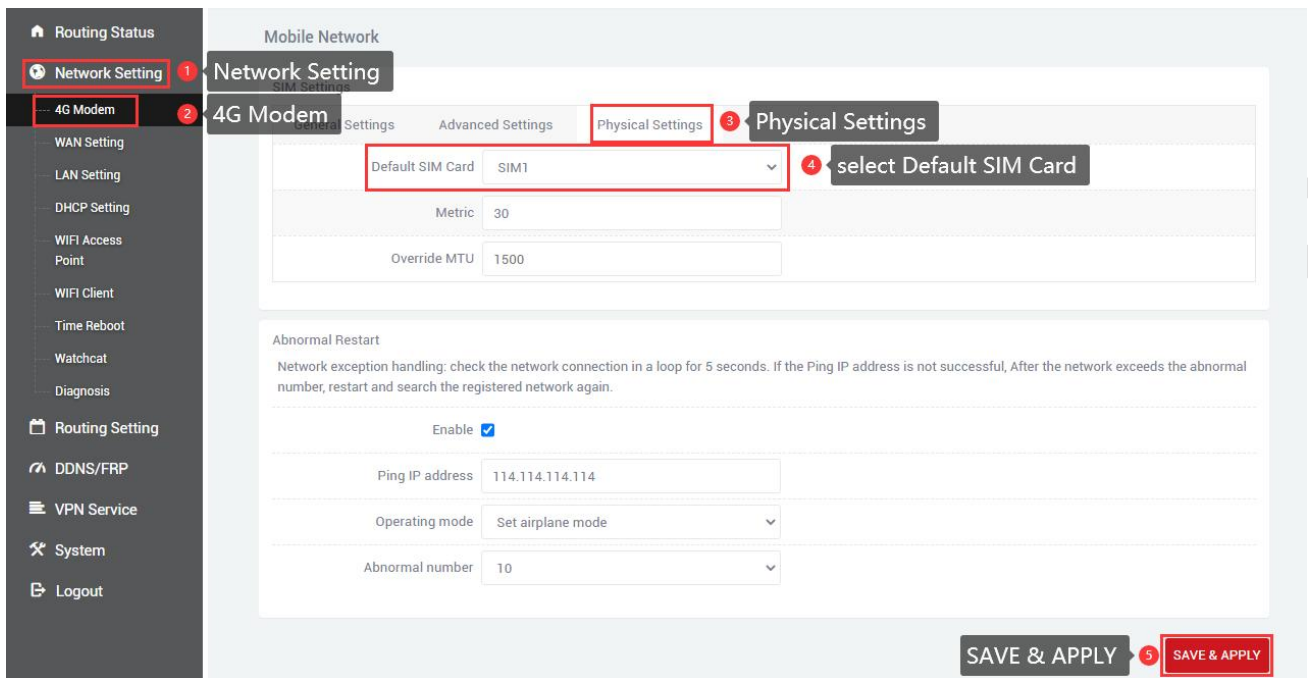 Routing Status
Network Setting
1
Network Setting
4G Modem
2
4G Modem
WAN Setting
LAN Setting
DHCP Setting
WIFI Access
Point
WIFI Client
Time Reboot
Watchcat
Diagnosis
Routing Setting
DDNS/FRP
VPN Service
System
Logout
Mobile Network
SIM Settings
General Settings
Advanced Settings
Physical Settings
3
Physical Settings
Default SIM Card
SIM1
4
select Default SIM Card
Metric
30
Override MTU
1500
Abnormal Restart
Network exception handling: check the network connection in a loop for 5 seconds. If the Ping IP address is not successful, After the network exceeds the abnormal
number, restart and search the registered network again.
Enable
Ping IP address
114.114.114.114
Operating mode
Set airplane mode
Abnormal number
10
SAVE & APPLY
5
SAVE & APPLY